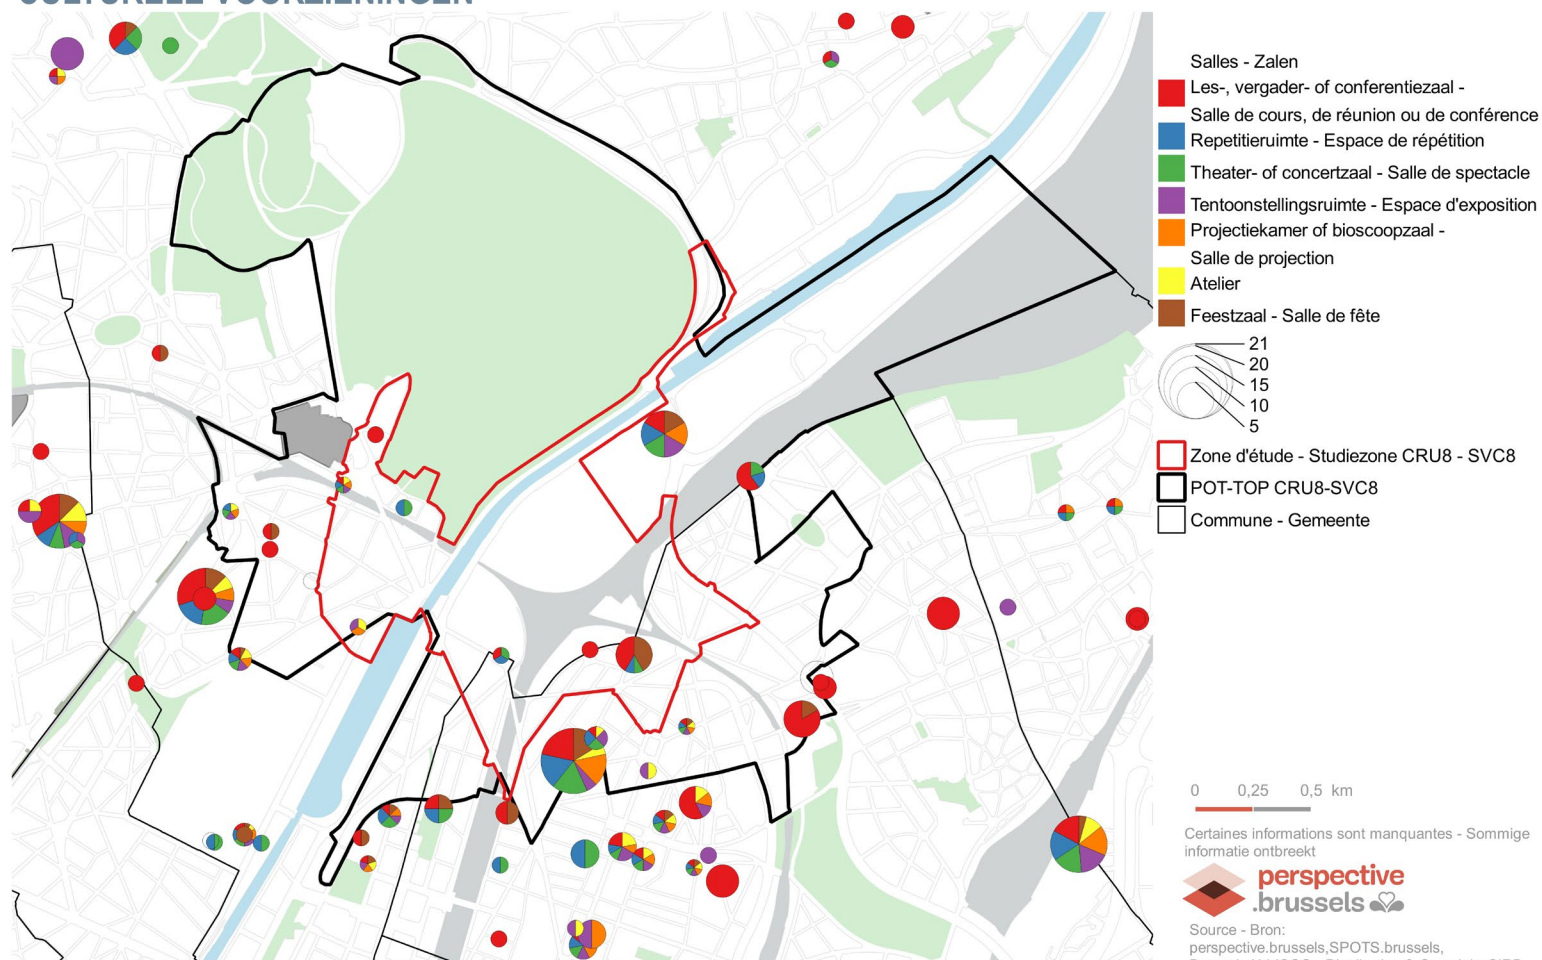 CULTURELE VOORZIENINGEN
Salles - Zalen
Les-, vergader- of conferentiezaal -
Salle de cours, de réunion ou de conférence
Repetitieruimte - Espace de répétition
Theater- of concertzaal - Salle de spectacle
Tentoonstellingsruimte - Espace d'exposition
Projectiekamer of bioscoopzaal -
Salle de projection
Atelier
Feestzaal - Salle de fête
21
20
15
10
5
Zone d'étude - Studiezone CRU8 - SVC8
POT-TOP CRU8-SVC8
Commune - Gemeente
0 0,25 0,5 km
Certaines informations sont manquantes - Sommige
informatie ontbreekt
perspective
.brussels
Source - Bron:
perspective.brussels,SPOTS.brussels,